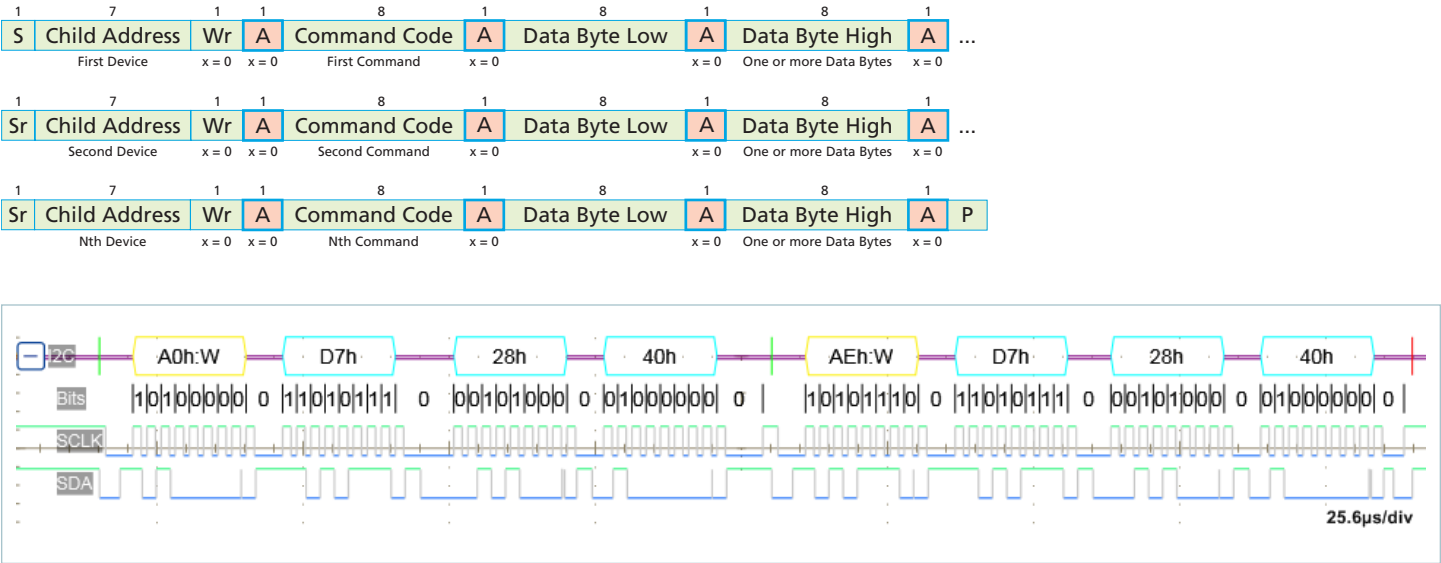 1 7 1 1 8 1 8 1 8 1
S Child Address Wr A Command Code A Data Byte Low A Data Byte High A ...
First Device x = 0 x = 0 First Command x = 0 x = 0 One or more Data Bytes x = 0
1 7 1 1 8 1 8 1 8 1
Sr Child Address Wr A Command Code A Data Byte Low A Data Byte High A ...
Second Device x = 0 x = 0 Second Command x = 0 x = 0 One or more Data Bytes x = 0
1 7 1 1 8 1 8 1 8 1
Sr Child Address Wr A Command Code A Data Byte Low A Data Byte High A P
Nth Device x = 0 x = 0 Nth Command x = 0 x = 0 One or more Data Bytes x = 0
I2C A0h:W D7h 28h 40h AEh:W D7h 28h 40h
Bits 10100000 0 11010111 0 00101000 0 01000000 0 10101110 0 11010111 0 00101000 0 01000000 0
SCLK
SDA
25.6µs/div